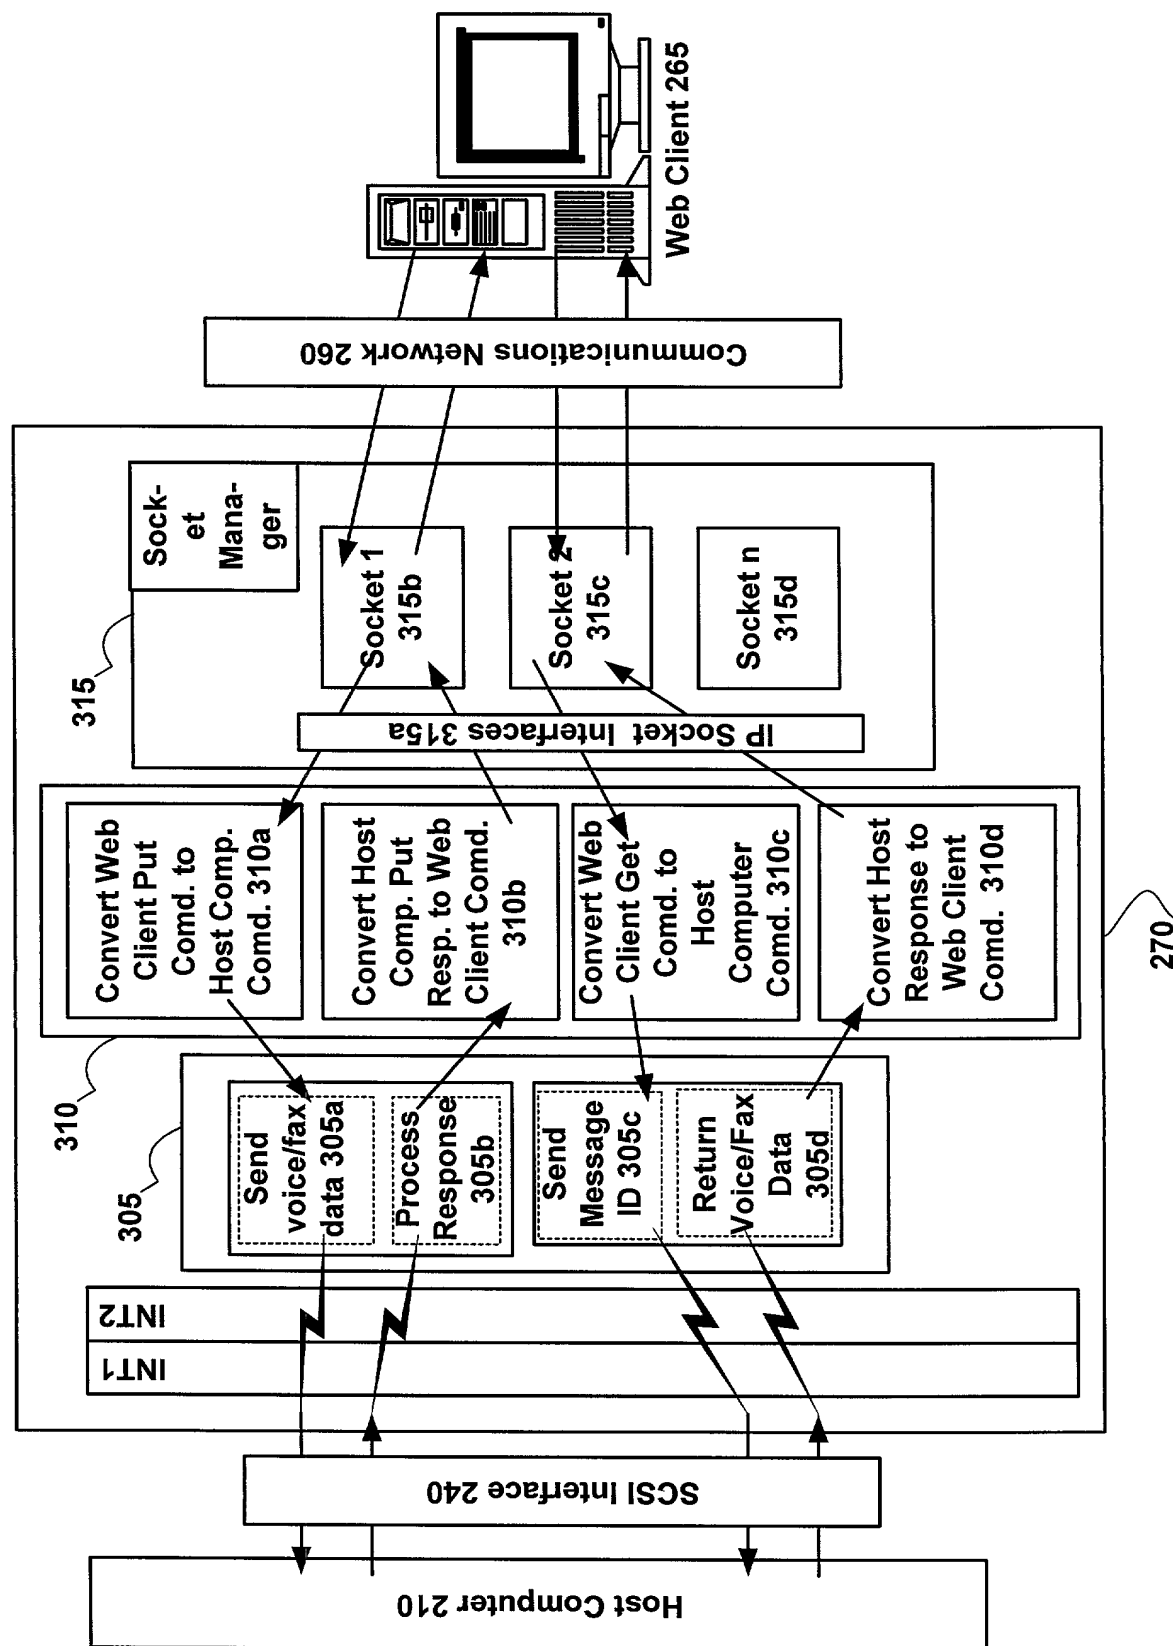 Host Computer 210
SCSI Interface 240
INT1
INT2
305
Send
voice/fax
data 305a
Process
Response
305b
Send
Message
ID 305c
Return
Voice/Fax
Data
305d
310
Convert Web
Client Put
Comd. to
Host Comp.
Comd. 310a
Convert Host
Comp. Put
Resp. to Web
Client Comd.
310b
Convert Web
Client Get
Comd. to
Host
Computer
Comd. 310c
Convert Host
Response to
Web Client
Comd. 310d
315
Sock-
et
Mana-
ger
IP Socket Interfaces 315a
Socket 1
315b
Socket 2
315c
Socket n
315d
270
Communications Network 260
Web Client 265